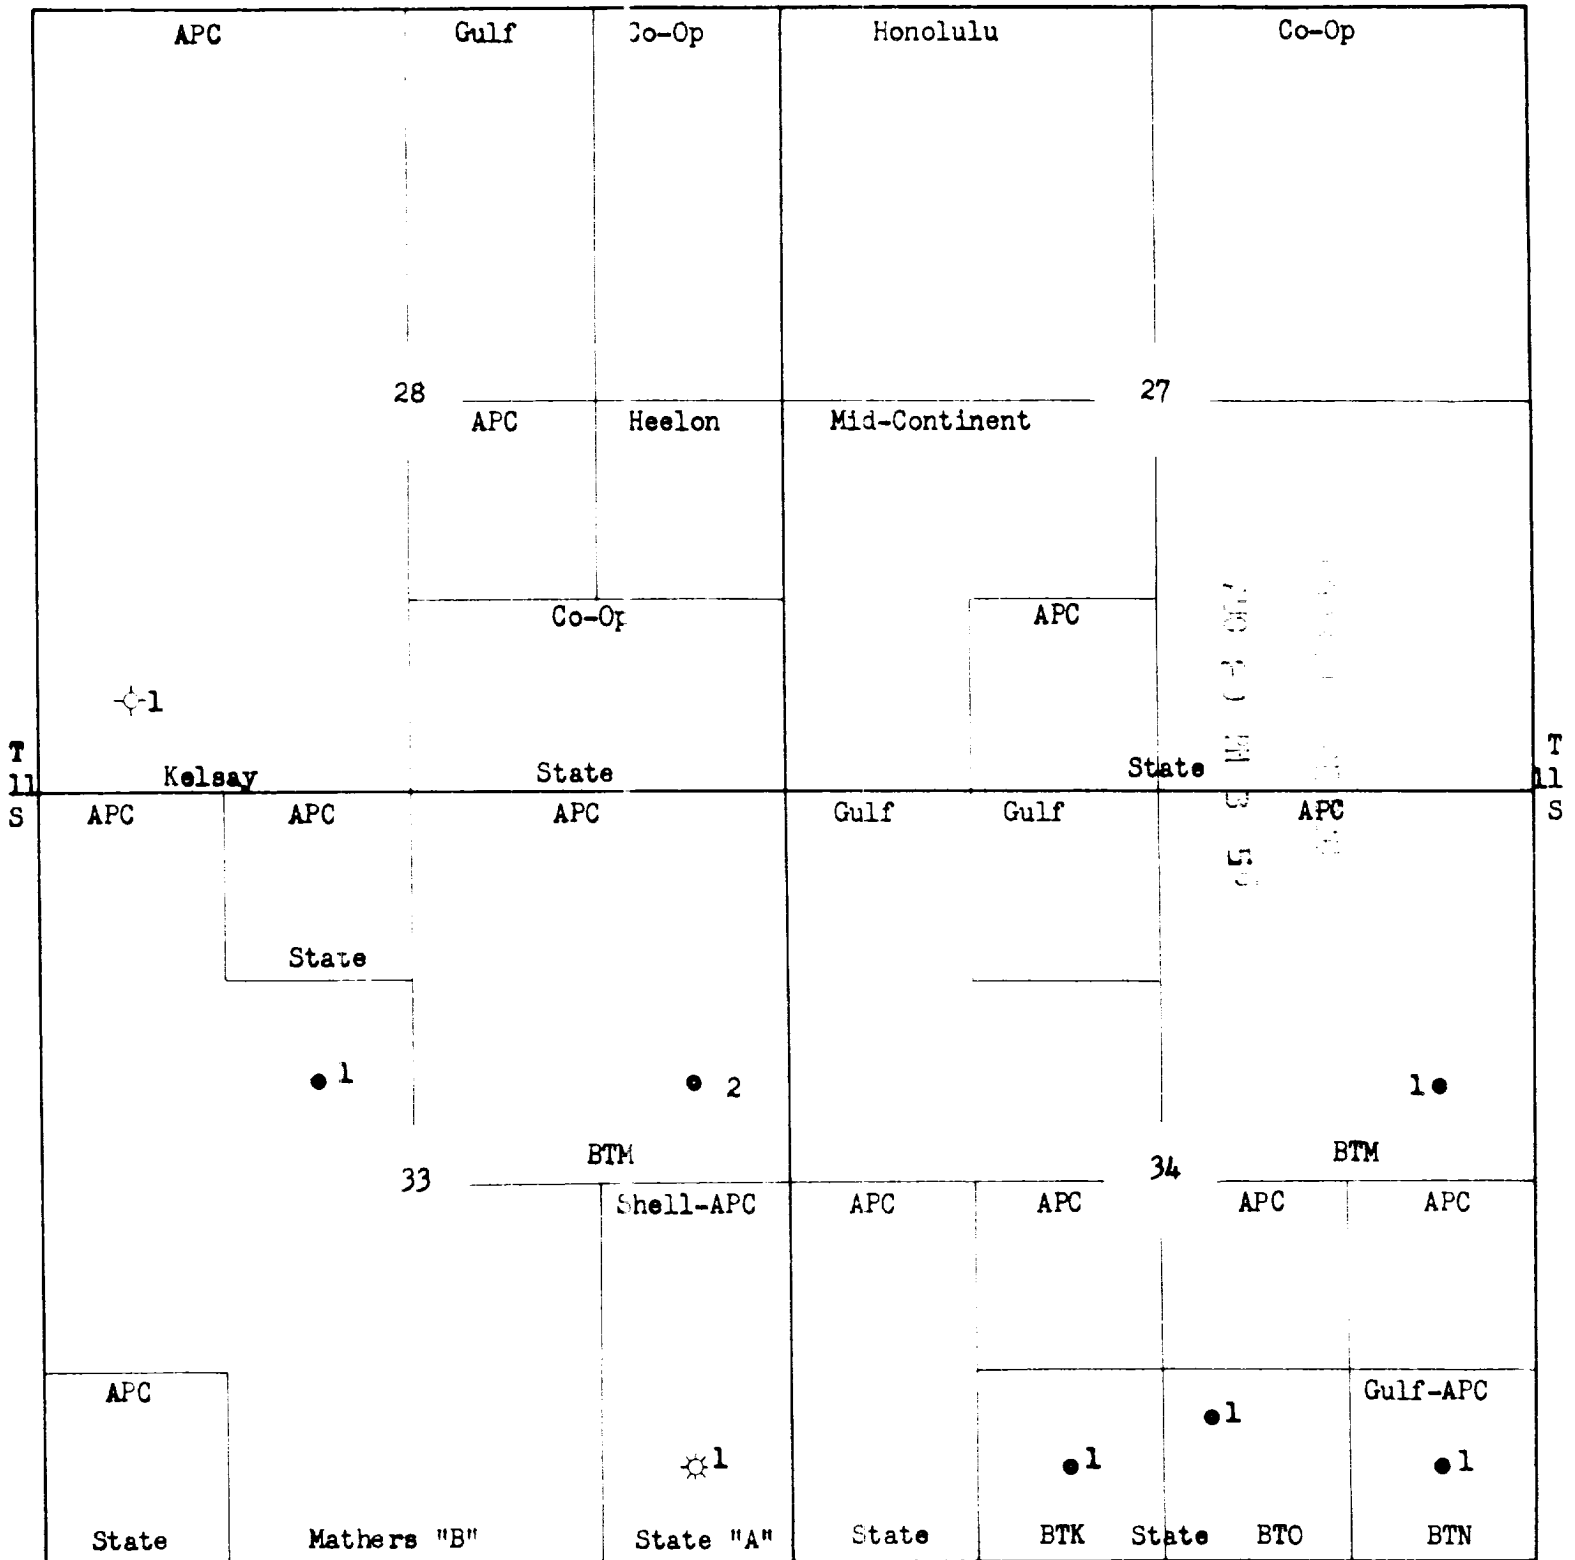 APC Gulf Co-Op Honolulu Co-Op
28 27
APC Heelon Mid-Continent
Co-Op APC
1
T T
11 Kelsay State State 11
S APC APC APC Gulf Gulf APC S
State
1 2 1
BTM BTM
33 34
Shell-APC APC APC APC APC
APC Gulf-APC
1
1 1 1
State Mathers "B" State "A" State BTK State BTO BTN